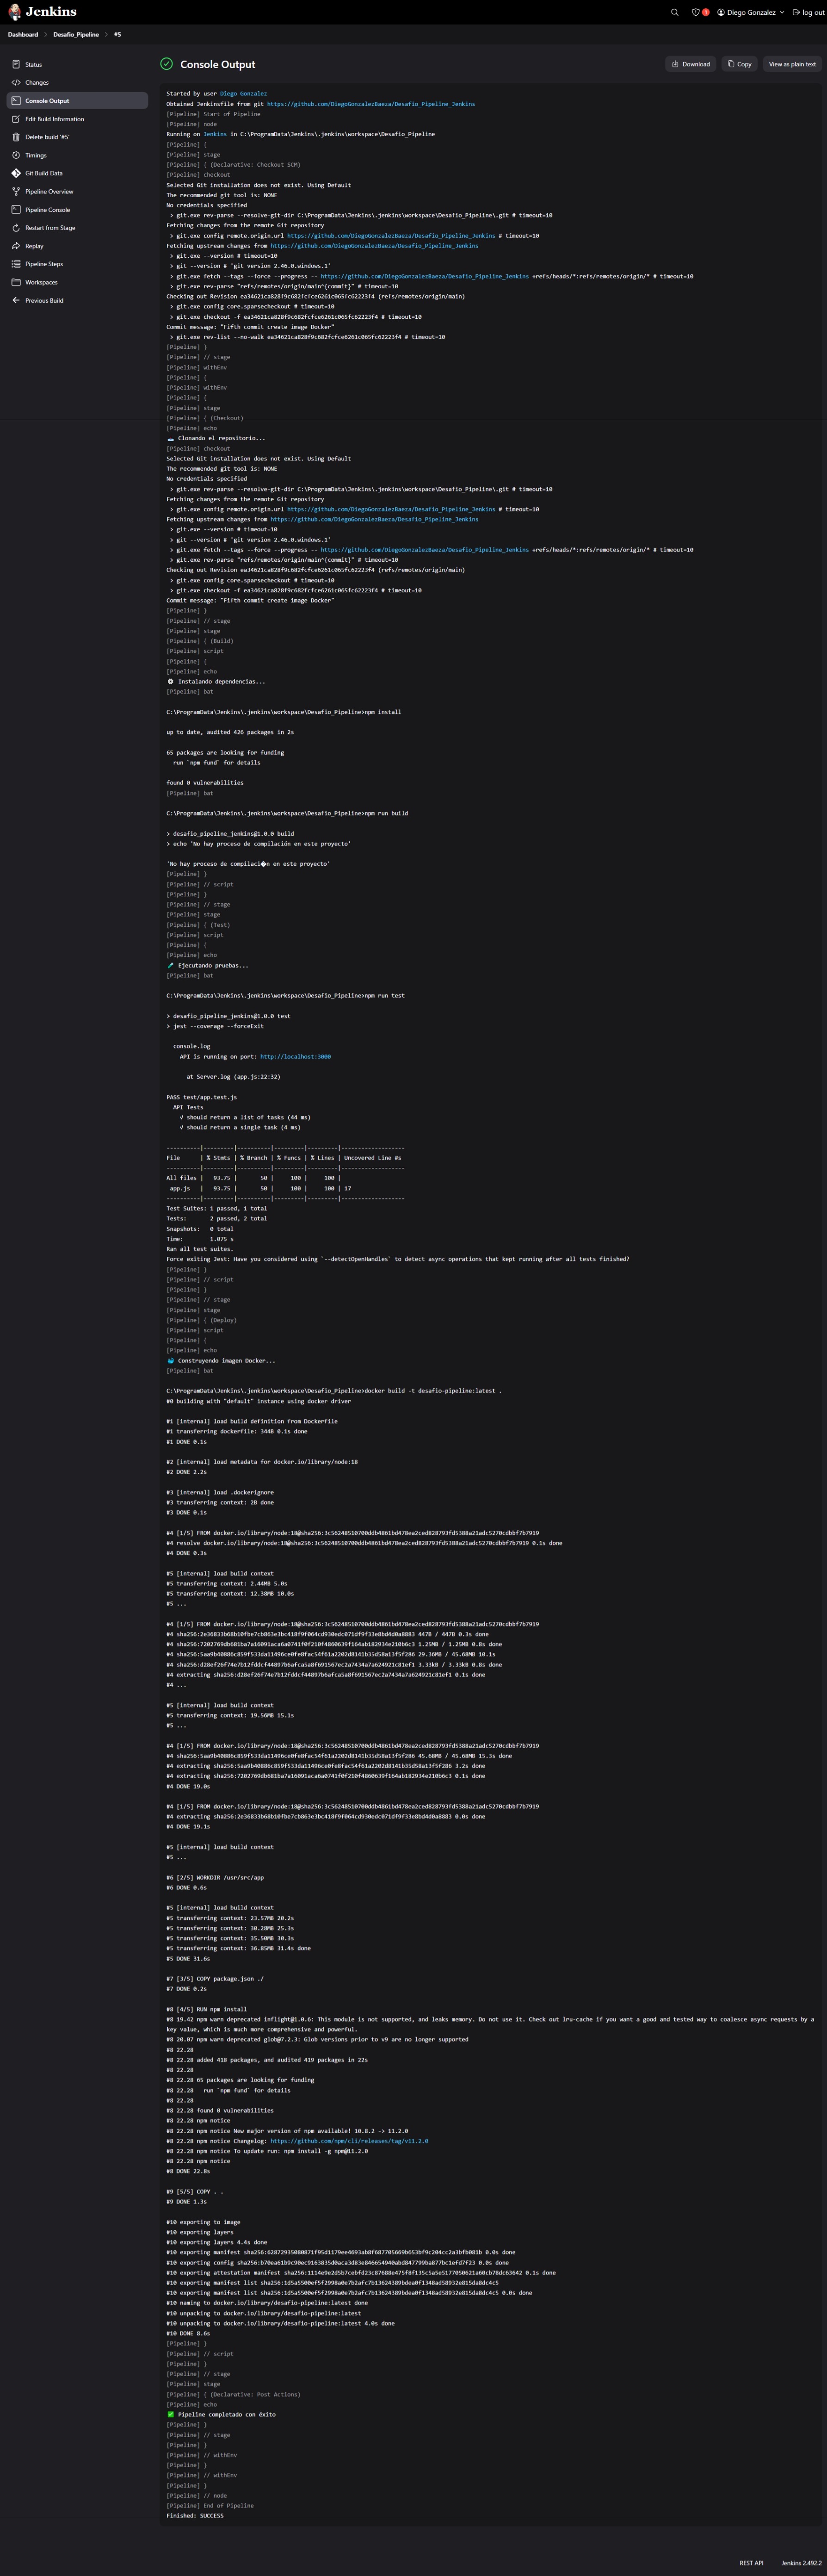 Jenkins
1
Diego Gonzalez
log out
Dashboard
Desafio_Pipeline
#5
Status
Changes
Console Output
Edit Build Information
Delete build '#5'
Timings
Git Build Data
Pipeline Overview
Pipeline Console
Restart from Stage
Replay
Pipeline Steps
Workspaces
Previous Build
Console Output
Download
Copy
View as plain text
Started by user Diego Gonzalez
Obtained Jenkinsfile from git https://github.com/DiegoGonzalezBaeza/Desafio_Pipeline_Jenkins
[Pipeline] Start of Pipeline
[Pipeline] node
Running on Jenkins in C:\ProgramData\Jenkins\.jenkins\workspace\Desafio_Pipeline
[Pipeline] {
[Pipeline] stage
[Pipeline] { (Declarative: Checkout SCM)
[Pipeline] checkout
Selected Git installation does not exist. Using Default
The recommended git tool is: NONE
No credentials specified
> git.exe rev-parse --resolve-git-dir C:\ProgramData\Jenkins\.jenkins\workspace\Desafio_Pipeline\.git # timeout=10
Fetching changes from the remote Git repository
> git.exe config remote.origin.url https://github.com/DiegoGonzalezBaeza/Desafio_Pipeline_Jenkins # timeout=10
Fetching upstream changes from https://github.com/DiegoGonzalezBaeza/Desafio_Pipeline_Jenkins
> git.exe --version # timeout=10
> git --version # 'git version 2.46.0.windows.1'
> git.exe fetch --tags --force --progress -- https://github.com/DiegoGonzalezBaeza/Desafio_Pipeline_Jenkins +refs/heads/*:refs/remotes/origin/* # timeout=10
> git.exe rev-parse "refs/remotes/origin/main^{commit}" # timeout=10
Checking out Revision ea34621ca828f9c682fcfce6261c065fc62223f4 (refs/remotes/origin/main)
> git.exe config core.sparsecheckout # timeout=10
> git.exe checkout -f ea34621ca828f9c682fcfce6261c065fc62223f4 # timeout=10
Commit message: "Fifth commit create image Docker"
> git.exe rev-list --no-walk ea34621ca828f9c682fcfce6261c065fc62223f4 # timeout=10
[Pipeline] }
[Pipeline] // stage
[Pipeline] withEnv
[Pipeline] {
[Pipeline] withEnv
[Pipeline] {
[Pipeline] stage
[Pipeline] { (Checkout)
[Pipeline] echo
Clonando el repositorio...
[Pipeline] checkout
Selected Git installation does not exist. Using Default
The recommended git tool is: NONE
No credentials specified
> git.exe rev-parse --resolve-git-dir C:\ProgramData\Jenkins\.jenkins\workspace\Desafio_Pipeline\.git # timeout=10
Fetching changes from the remote Git repository
> git.exe config remote.origin.url https://github.com/DiegoGonzalezBaeza/Desafio_Pipeline_Jenkins # timeout=10
Fetching upstream changes from https://github.com/DiegoGonzalezBaeza/Desafio_Pipeline_Jenkins
> git.exe --version # timeout=10
> git --version # 'git version 2.46.0.windows.1'
> git.exe fetch --tags --force --progress -- https://github.com/DiegoGonzalezBaeza/Desafio_Pipeline_Jenkins +refs/heads/*:refs/remotes/origin/* # timeout=10
> git.exe rev-parse "refs/remotes/origin/main^{commit}" # timeout=10
Checking out Revision ea34621ca828f9c682fcfce6261c065fc62223f4 (refs/remotes/origin/main)
> git.exe config core.sparsecheckout # timeout=10
> git.exe checkout -f ea34621ca828f9c682fcfce6261c065fc62223f4 # timeout=10
Commit message: "Fifth commit create image Docker"
[Pipeline] }
[Pipeline] // stage
[Pipeline] stage
[Pipeline] { (Build)
[Pipeline] script
[Pipeline] {
[Pipeline] echo
Instalando dependencias...
[Pipeline] bat
C:\ProgramData\Jenkins\.jenkins\workspace\Desafio_Pipeline>npm install
up to date, audited 426 packages in 2s
65 packages are looking for funding
run `npm fund` for details
found 0 vulnerabilities
[Pipeline] bat
C:\ProgramData\Jenkins\.jenkins\workspace\Desafio_Pipeline>npm run build
> desafio_pipeline_jenkins@1.0.0 build
> echo 'No hay proceso de compilación en este proyecto'
'No hay proceso de compilaci�n en este proyecto'
[Pipeline] }
[Pipeline] // script
[Pipeline] }
[Pipeline] // stage
[Pipeline] stage
[Pipeline] { (Test)
[Pipeline] script
[Pipeline] {
[Pipeline] echo
Ejecutando pruebas...
[Pipeline] bat
C:\ProgramData\Jenkins\.jenkins\workspace\Desafio_Pipeline>npm run test
> desafio_pipeline_jenkins@1.0.0 test
> jest --coverage --forceExit
console.log
API is running on port: http://localhost:3000
at Server.log (app.js:22:32)
PASS test/app.test.js
API Tests
√ should return a list of tasks (44 ms)
√ should return a single task (4 ms)
----------|---------|----------|---------|---------|-------------------
File | % Stmts | % Branch | % Funcs | % Lines | Uncovered Line #s
----------|---------|----------|---------|---------|-------------------
All files | 93.75 | 50 | 100 | 100 |
app.js | 93.75 | 50 | 100 | 100 | 17
----------|---------|----------|---------|---------|-------------------
Test Suites: 1 passed, 1 total
Tests: 2 passed, 2 total
Snapshots: 0 total
Time: 1.075 s
Ran all test suites.
Force exiting Jest: Have you considered using `--detectOpenHandles` to detect async operations that kept running after all tests finished?
[Pipeline] }
[Pipeline] // script
[Pipeline] }
[Pipeline] // stage
[Pipeline] stage
[Pipeline] { (Deploy)
[Pipeline] script
[Pipeline] {
[Pipeline] echo
Construyendo imagen Docker...
[Pipeline] bat
C:\ProgramData\Jenkins\.jenkins\workspace\Desafio_Pipeline>docker build -t desafio-pipeline:latest .
#0 building with "default" instance using docker driver
#1 [internal] load build definition from Dockerfile
#1 transferring dockerfile: 344B 0.1s done
#1 DONE 0.1s
#2 [internal] load metadata for docker.io/library/node:18
#2 DONE 2.2s
#3 [internal] load .dockerignore
#3 transferring context: 2B done
#3 DONE 0.1s
#4 [1/5] FROM docker.io/library/node:18@sha256:3c56248510700ddb4861bd478ea2ced828793fd5388a21adc5270cdbbf7b7919
#4 resolve docker.io/library/node:18@sha256:3c56248510700ddb4861bd478ea2ced828793fd5388a21adc5270cdbbf7b7919 0.1s done
#4 DONE 0.3s
#5 [internal] load build context
#5 transferring context: 2.44MB 5.0s
#5 transferring context: 12.38MB 10.0s
#5 ...
#4 [1/5] FROM docker.io/library/node:18@sha256:3c56248510700ddb4861bd478ea2ced828793fd5388a21adc5270cdbbf7b7919
#4 sha256:2e36833b68b10fbe7cb863e3bc418f9f064cd930edc071df9f33e8bd4d0a8883 447B / 447B 0.3s done
#4 sha256:7202769db681ba7a16091aca6a0741f0f210f4860639f164ab182934e210b6c3 1.25MB / 1.25MB 0.8s done
#4 sha256:5aa9b40886c859f533da11496ce0fe8fac54f61a2202d8141b35d58a13f5f286 29.36MB / 45.68MB 10.1s
#4 sha256:d28ef26f74e7b12fddcf44897b6afca5a8f691567ec2a7434a7a624921c81ef1 3.33kB / 3.33kB 0.8s done
#4 extracting sha256:d28ef26f74e7b12fddcf44897b6afca5a8f691567ec2a7434a7a624921c81ef1 0.1s done
#4 ...
#5 [internal] load build context
#5 transferring context: 19.56MB 15.1s
#5 ...
#4 [1/5] FROM docker.io/library/node:18@sha256:3c56248510700ddb4861bd478ea2ced828793fd5388a21adc5270cdbbf7b7919
#4 sha256:5aa9b40886c859f533da11496ce0fe8fac54f61a2202d8141b35d58a13f5f286 45.68MB / 45.68MB 15.3s done
#4 extracting sha256:5aa9b40886c859f533da11496ce0fe8fac54f61a2202d8141b35d58a13f5f286 3.2s done
#4 extracting sha256:7202769db681ba7a16091aca6a0741f0f210f4860639f164ab182934e210b6c3 0.1s done
#4 DONE 19.0s
#4 [1/5] FROM docker.io/library/node:18@sha256:3c56248510700ddb4861bd478ea2ced828793fd5388a21adc5270cdbbf7b7919
#4 extracting sha256:2e36833b68b10fbe7cb863e3bc418f9f064cd930edc071df9f33e8bd4d0a8883 0.0s done
#4 DONE 19.1s
#5 [internal] load build context
#5 ...
#6 [2/5] WORKDIR /usr/src/app
#6 DONE 0.6s
#5 [internal] load build context
#5 transferring context: 23.57MB 20.2s
#5 transferring context: 30.28MB 25.3s
#5 transferring context: 35.50MB 30.3s
#5 transferring context: 36.85MB 31.4s done
#5 DONE 31.6s
#7 [3/5] COPY package.json ./
#7 DONE 0.2s
#8 [4/5] RUN npm install
#8 19.42 npm warn deprecated inflight@1.0.6: This module is not supported, and leaks memory. Do not use it. Check out lru-cache if you want a good and tested way to coalesce async requests by a
key value, which is much more comprehensive and powerful.
#8 20.07 npm warn deprecated glob@7.2.3: Glob versions prior to v9 are no longer supported
#8 22.28
#8 22.28 added 418 packages, and audited 419 packages in 22s
#8 22.28
#8 22.28 65 packages are looking for funding
#8 22.28 run `npm fund` for details
#8 22.28
#8 22.28 found 0 vulnerabilities
#8 22.28 npm notice
#8 22.28 npm notice New major version of npm available! 10.8.2 -> 11.2.0
#8 22.28 npm notice Changelog: https://github.com/npm/cli/releases/tag/v11.2.0
#8 22.28 npm notice To update run: npm install -g npm@11.2.0
#8 22.28 npm notice
#8 DONE 22.8s
#9 [5/5] COPY . .
#9 DONE 1.3s
#10 exporting to image
#10 exporting layers
#10 exporting layers 4.4s done
#10 exporting manifest sha256:62872935080871f95d1179ee4693ab8f687705669b653bf9c204cc2a3bfb081b 0.0s done
#10 exporting config sha256:b70ea61b9c90ec9163835d0aca3d83e846654940abd847799ba877bc1efd7f23 0.0s done
#10 exporting attestation manifest sha256:1114e9e2d5b7cebfd23c87688e475f8f135c5a5e5177050621a60cb78dc63642 0.1s done
#10 exporting manifest list sha256:1d5a5500ef5f2998a0e7b2afc7b13624389bdea0f1348ad58932e815da8dc4c5
#10 exporting manifest list sha256:1d5a5500ef5f2998a0e7b2afc7b13624389bdea0f1348ad58932e815da8dc4c5 0.0s done
#10 naming to docker.io/library/desafio-pipeline:latest done
#10 unpacking to docker.io/library/desafio-pipeline:latest
#10 unpacking to docker.io/library/desafio-pipeline:latest 4.0s done
#10 DONE 8.6s
[Pipeline] }
[Pipeline] // script
[Pipeline] }
[Pipeline] // stage
[Pipeline] stage
[Pipeline] { (Declarative: Post Actions)
[Pipeline] echo
Pipeline completado con éxito
[Pipeline] }
[Pipeline] // stage
[Pipeline] }
[Pipeline] // withEnv
[Pipeline] }
[Pipeline] // withEnv
[Pipeline] }
[Pipeline] // node
[Pipeline] End of Pipeline
Finished: SUCCESS
REST API
Jenkins 2.492.2